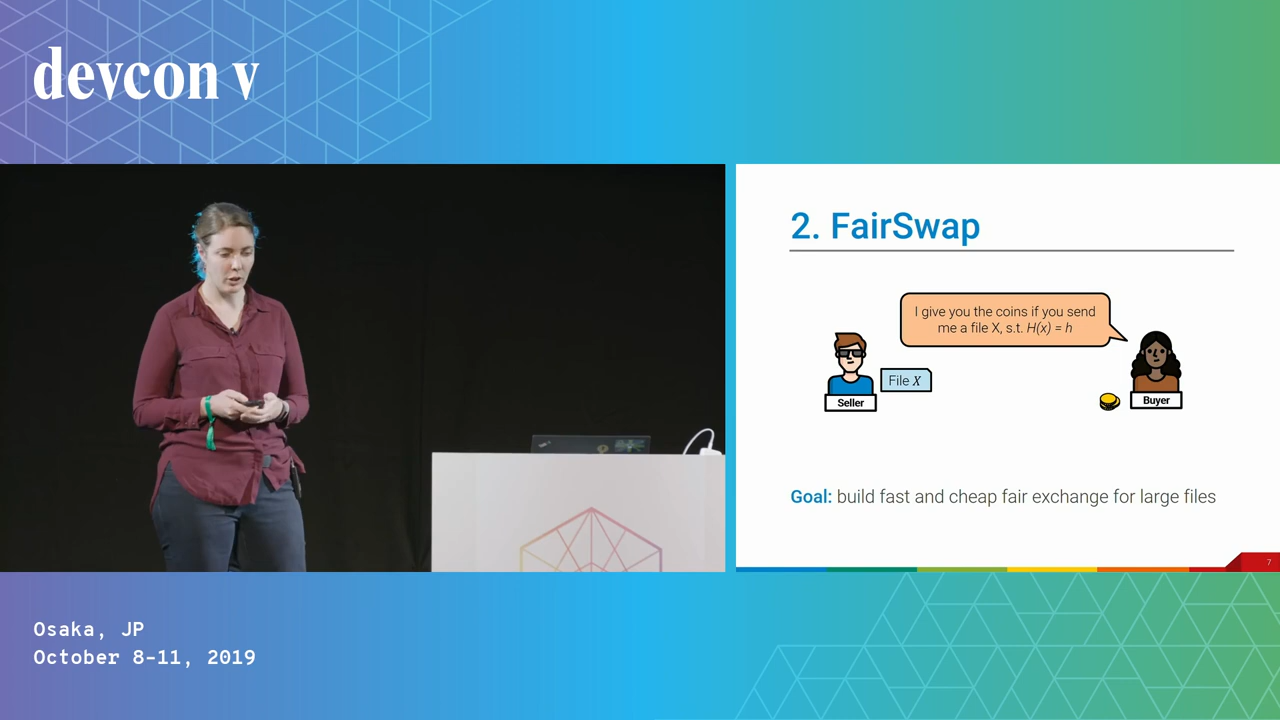 devcon v
2. FairSwap
I give you the coins if you send
me a file X, s.t. H(x) = h
File X
Seller
Buyer
Goal: build fast and cheap fair exchange for large files
7
Osaka, JP
October 8-11, 2019